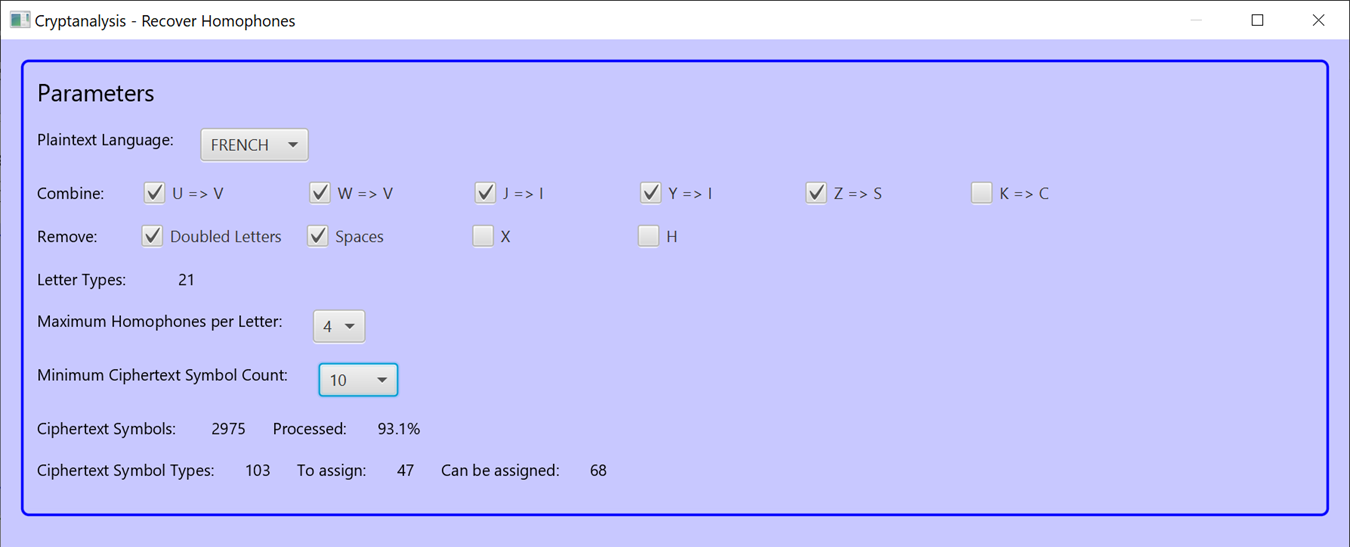 Cryptanalysis - Recover Homophones
Parameters
Plaintext Language: FRENCH
Combine: U => V W => V J => I Y => I Z => S K => C
Remove: Doubled Letters Spaces X H
Letter Types: 21
Maximum Homophones per Letter: 4
Minimum Ciphertext Symbol Count: 10
Ciphertext Symbols: 2975 Processed: 93.1%
Ciphertext Symbol Types: 103 To assign: 47 Can be assigned: 68